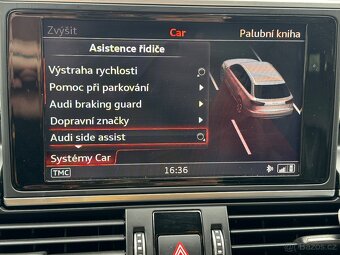 Zvýšit
Car
Palubní kniha
Asistence řidiče
Výstraha rychlosti
Pomoc při parkování
Audi braking guard
Dopravní značky
Audi side assist
Systémy Car
TMC
16:36